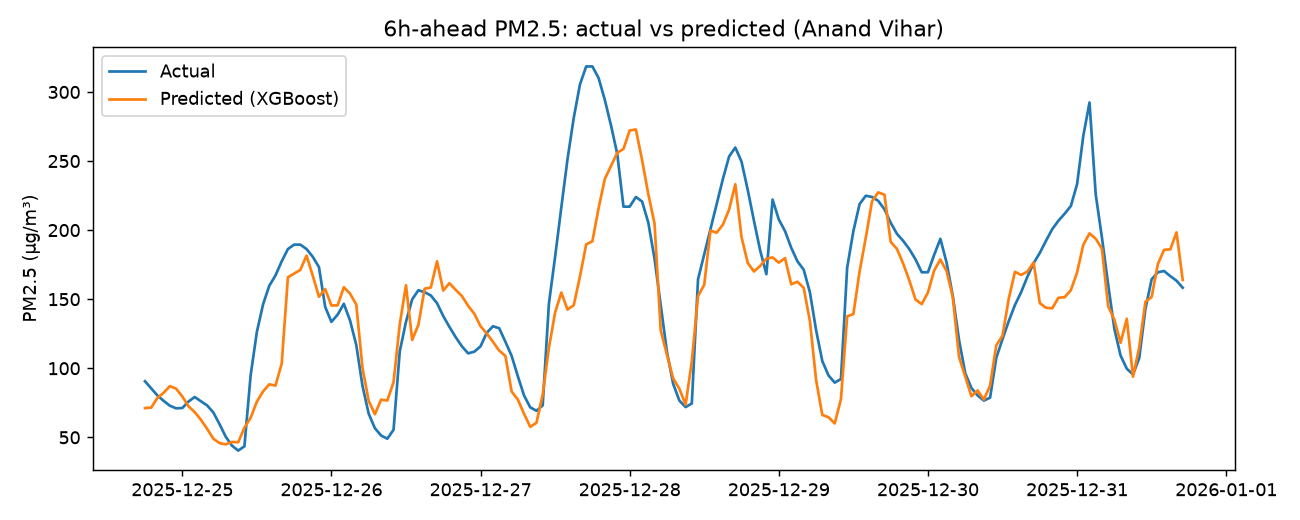 6h-ahead PM2.5: actual vs predicted (Anand Vihar)
Actual
Predicted (XGBoost)
PM2.5 (µg/m³)
300
250
200
150
100
50
2025-12-25 2025-12-26 2025-12-27 2025-12-28 2025-12-29 2025-12-30 2025-12-31 2026-01-01